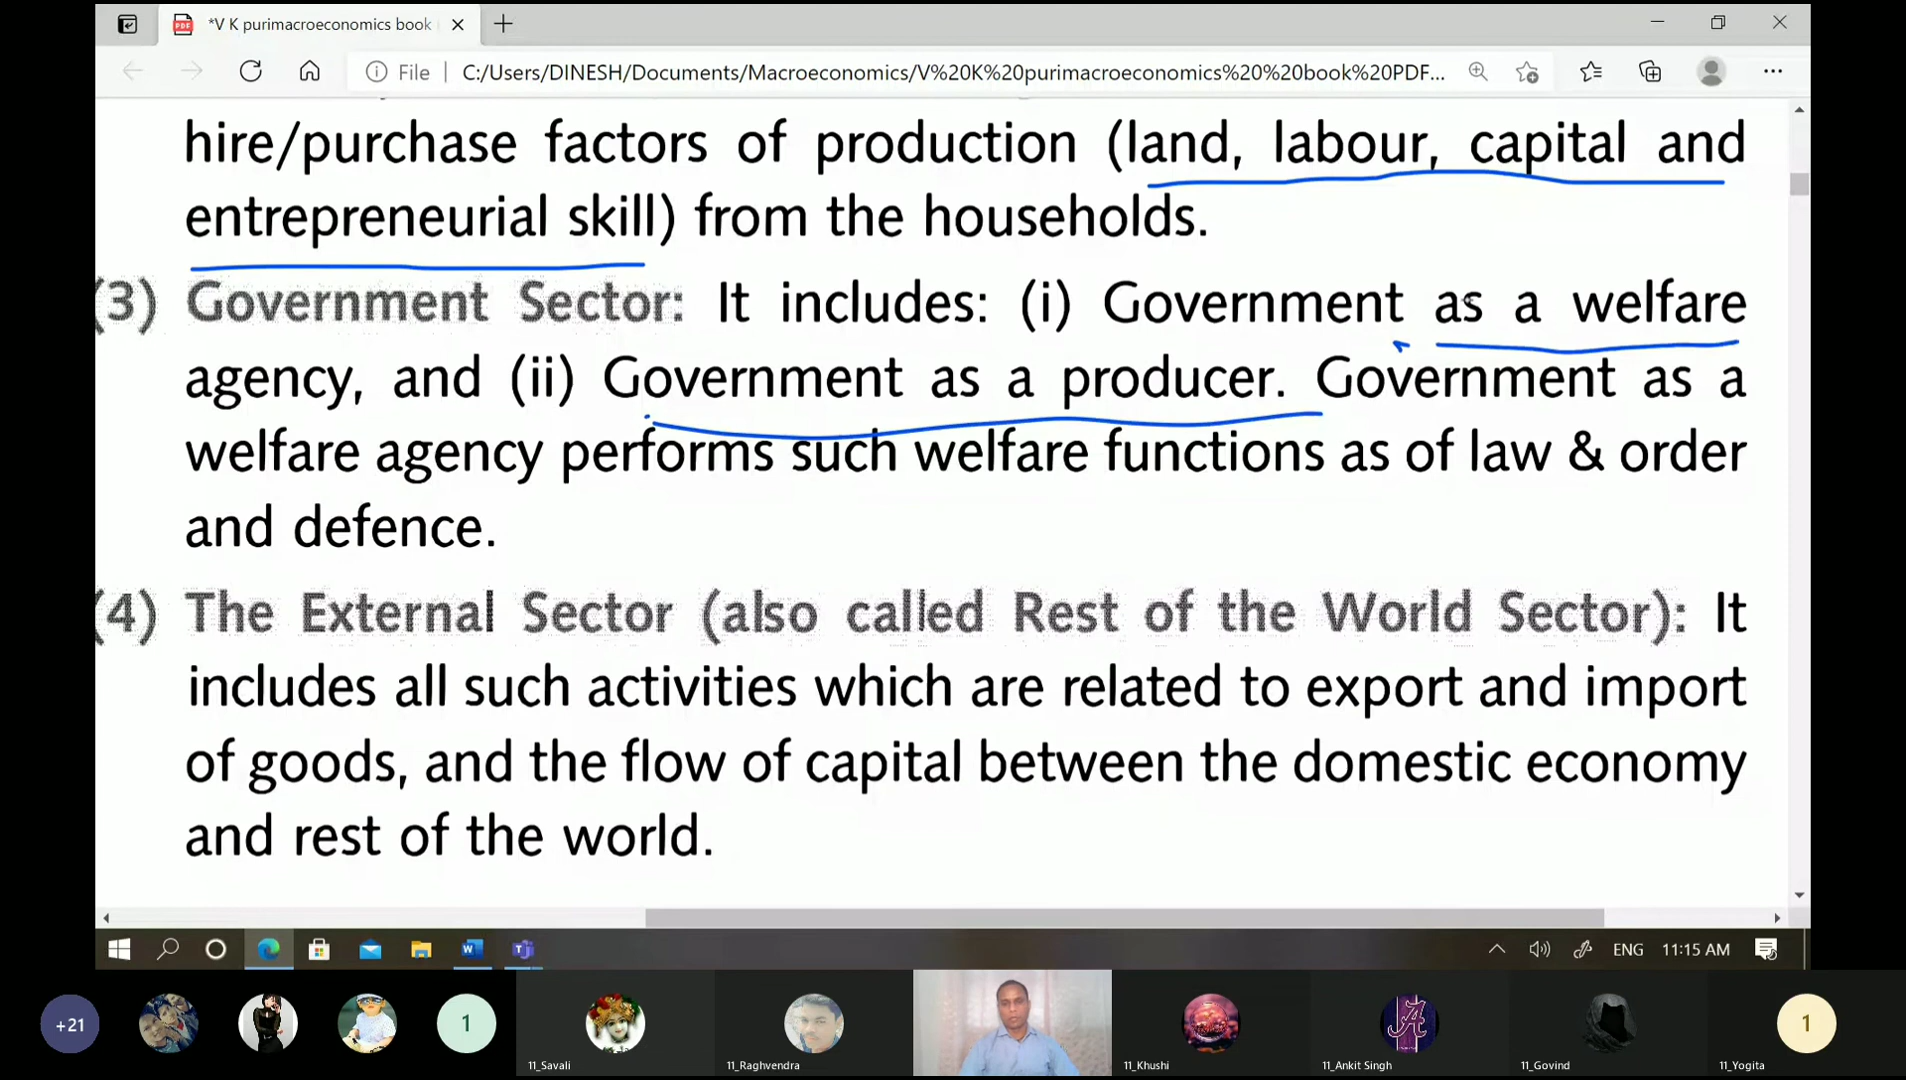 *V K purimacroeconomics book
File C:/Users/DINESH/Documents/Macroeconomics/V%20K%20purimacroeconomics%20%20book%20PDF...
hire/purchase factors of production (land, labour, capital and
entrepreneurial skill) from the households.
(3) Government Sector: It includes: (i) Government as a welfare
agency, and (ii) Government as a producer. Government as a
welfare agency performs such welfare functions as of law & order
and defence.
(4) The External Sector (also called Rest of the World Sector): It
includes all such activities which are related to export and import
of goods, and the flow of capital between the domestic economy
and rest of the world.
ENG 11:15 AM
+21 1 1
11_Savali 11_Raghvendra 11_Khushi 11_Ankit Singh 11_Govind 11_Yogita